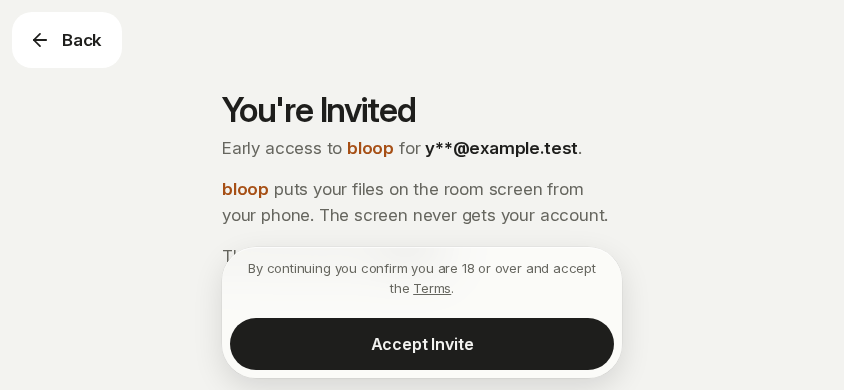 Back
You're Invited
Early access to bloop for y**@example.test.
bloop puts your files on the room screen from
your phone. The screen never gets your account.
By continuing you confirm you are 18 or over and accept
the Terms.
Accept Invite